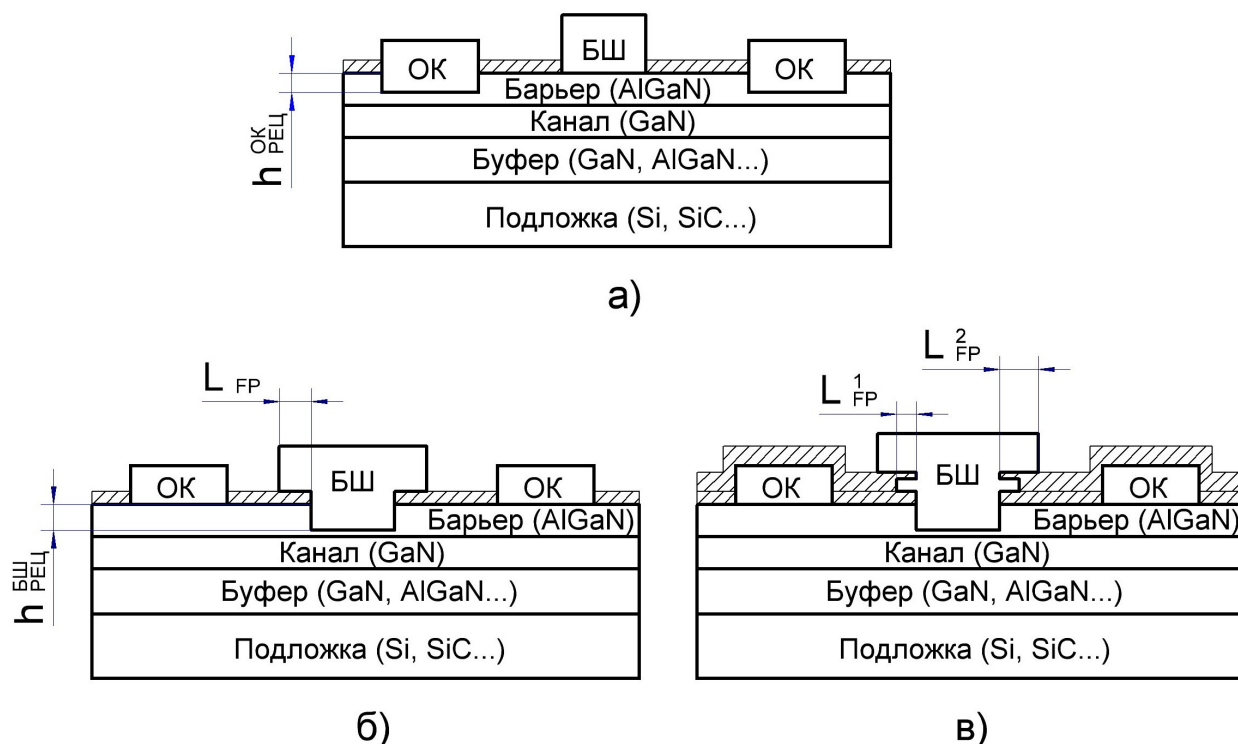 ОК БШ ОК
Барьер (AlGaN)
Канал (GaN)
Буфер (GaN, AlGaN...)
Подложка (Si, SiC...)
h ОК РЕЦ
а)
L FP
БШ
ОК ОК
Барьер (AlGaN)
Канал (GaN)
Буфер (GaN, AlGaN...)
Подложка (Si, SiC...)
h БШ РЕЦ
б)
L 2 FP
L 1 FP
БШ
ОК ОК
Барьер (AlGaN)
Канал (GaN)
Буфер (GaN, AlGaN...)
Подложка (Si, SiC...)
в)